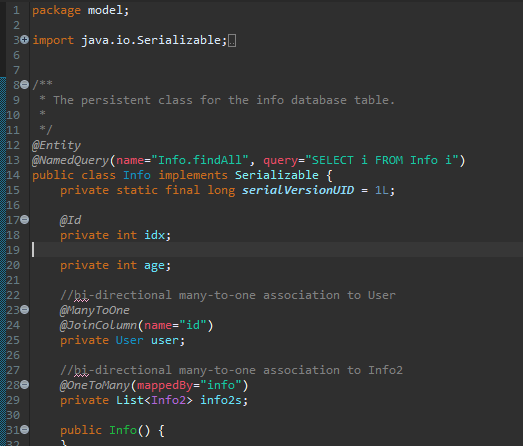 1 package model;
2
3 import java.io.Serializable;
6
7
8 /**
9 * The persistent class for the info database table.
10 *
11 */
12 @Entity
13 @NamedQuery(name="Info.findAll", query="SELECT i FROM Info i")
14 public class Info implements Serializable {
15 private static final long serialVersionUID = 1L;
16
17 @Id
18 private int idx;
19
20 private int age;
21
22 //bi-directional many-to-one association to User
23 @ManyToOne
24 @JoinColumn(name="id")
25 private User user;
26
27 //bi-directional many-to-one association to Info2
28 @OneToMany(mappedBy="info")
29 private List<Info2> info2s;
30
31 public Info() {
32 }